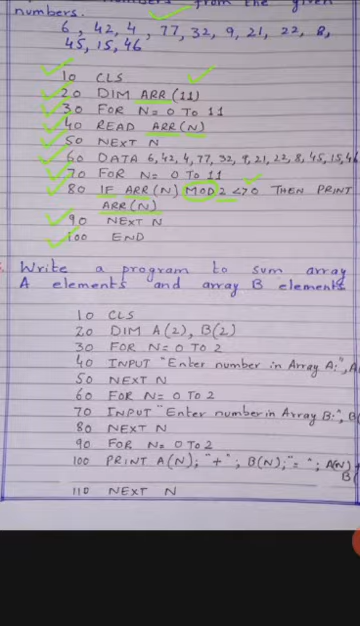 numbers from the given
numbers.
6, 42, 4, 77, 32, 9, 21, 22, 8,
45, 15, 46
10 CLS
20 DIM ARR(11)
30 FOR N = 0 TO 11
40 READ ARR(N)
50 NEXT N
60 DATA 6, 42, 4, 77, 32, 9, 21, 22, 8, 45, 15, 46
70 FOR N = 0 TO 11
80 IF ARR(N) MOD 2 <> 0 THEN PRINT
ARR(N)
90 NEXT N
100 END
Write a program to sum array
A elements and array B elements
10 CLS
20 DIM A(2), B(2)
30 FOR N = 0 TO 2
40 INPUT "Enter number in Array A:", A
50 NEXT N
60 FOR N = 0 TO 2
70 INPUT "Enter number in Array B:", B
80 NEXT N
90 FOR N = 0 TO 2
100 PRINT A(N); "+"; B(N); "="; A(N)
B(
110 NEXT N